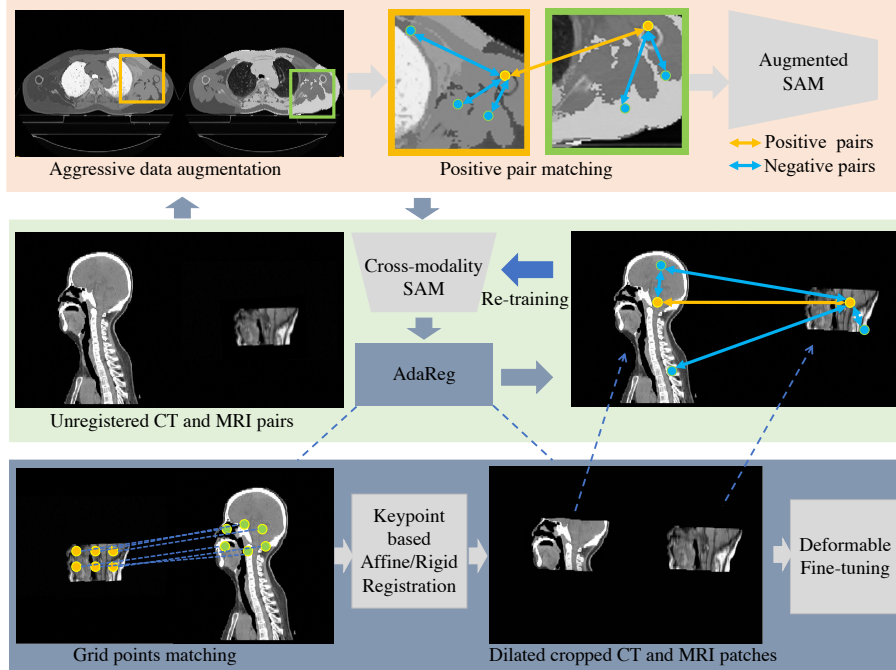 Augmented
SAM
Positive pairs
Negative pairs
Aggressive data augmentation
Positive pair matching
Cross-modality
SAM
Re-training
AdaReg
Unregistered CT and MRI pairs
Keypoint
based
Affine/Rigid
Registration
Deformable
Fine-tuning
Grid points matching
Dilated cropped CT and MRI patches